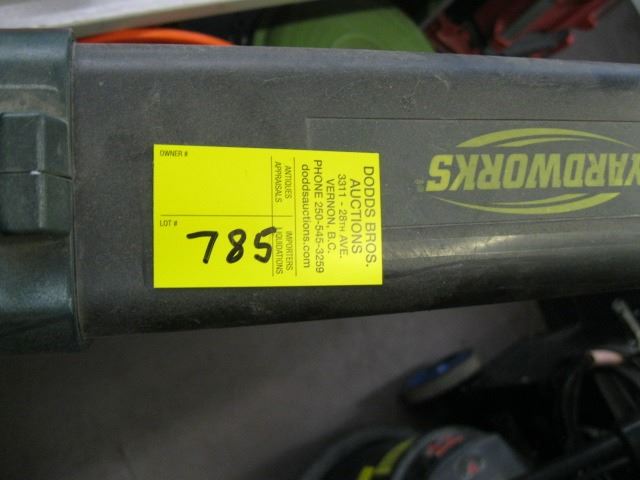 DODDS BROS.
AUCTIONS
3311 - 28TH AVE.
VERNON, B.C.
PHONE 250-545-3259
doddsauctions.com
ANTIQUES IMPORTERS
APPRAISALS LIQUIDATIONS
OWNER #
LOT #
785
YARDWORKS